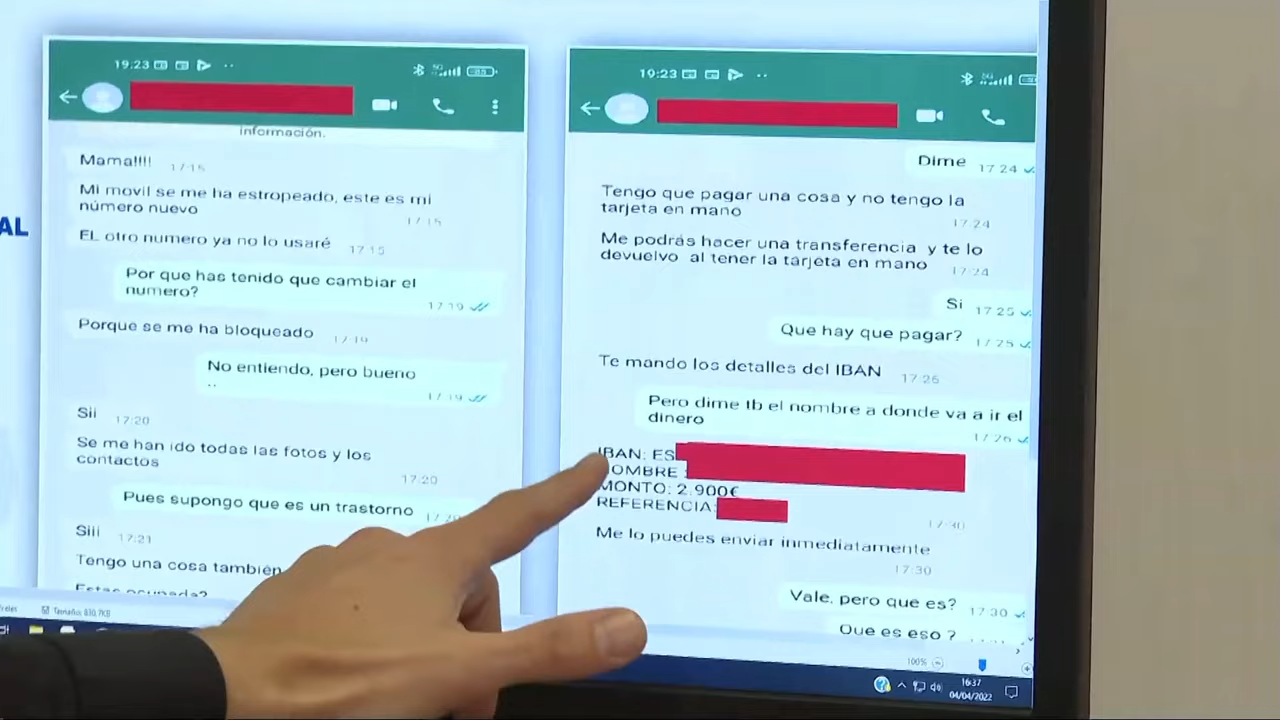 AL
19:23
información.
Mama!!!! 17:15
Mi movil se me ha estropeado, este es mi
número nuevo
17:15
EL otro numero ya no lo usaré 17:15
Por que has tenido que cambiar el
numero?
17:19
Porque se me ha bloqueado 17:19
No entiendo, pero bueno
..
17:19
Sii 17:20
Se me han ido todas las fotos y los
contactos
17:20
Pues supongo que es un trastorno
Siii 17:21
Tengo una cosa también
Estas ocupada?
19:23
Dime 17:24
Tengo que pagar una cosa y no tengo la
tarjeta en mano
17:24
Me podrás hacer una transferencia y te lo
devuelvo al tener la tarjeta en mano
17:24
Si 17:25
Que hay que pagar? 17:25
Te mando los detalles del IBAN 17:26
Pero dime tb el nombre a donde va a ir el
dinero
17:26
IBAN: ES
NOMBRE :
MONTO: 2.900€
REFERENCIA:
17:30
Me lo puedes enviar inmediatamente
17:30
Vale, pero que es? 17:30
Que es eso ?
Tamaño: 830,7KB
100%
16:37
04/04/2022